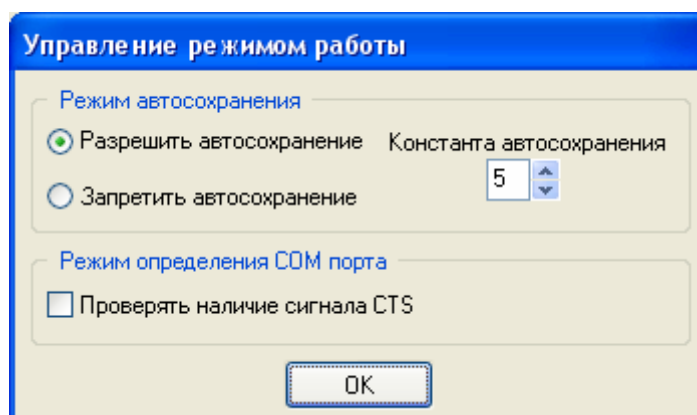 Управление режимом работы
Режим автосохранения
Разрешить автосохранение
Константа автосохранения
5
Запретить автосохранение
Режим определения COM порта
Проверять наличие сигнала CTS
OK